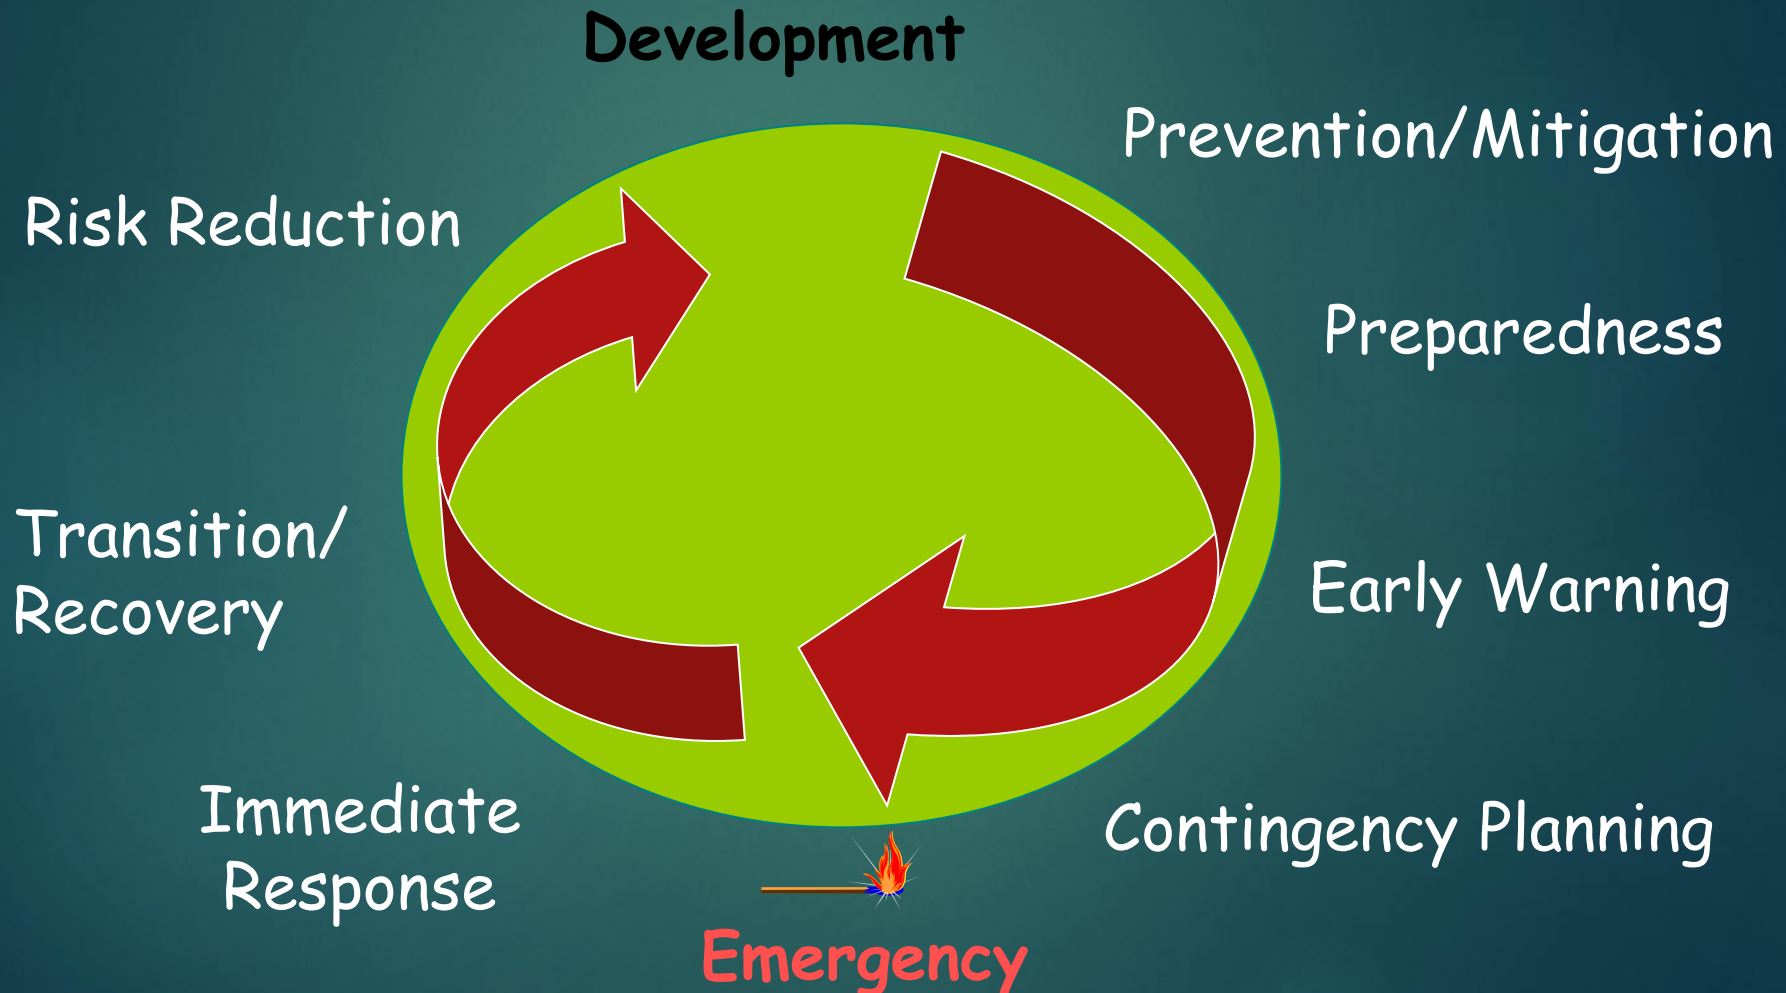 Development
Prevention/Mitigation
Risk Reduction
Preparedness
Transition/
Recovery
Early Warning
Immediate
Response
Contingency Planning
Emergency